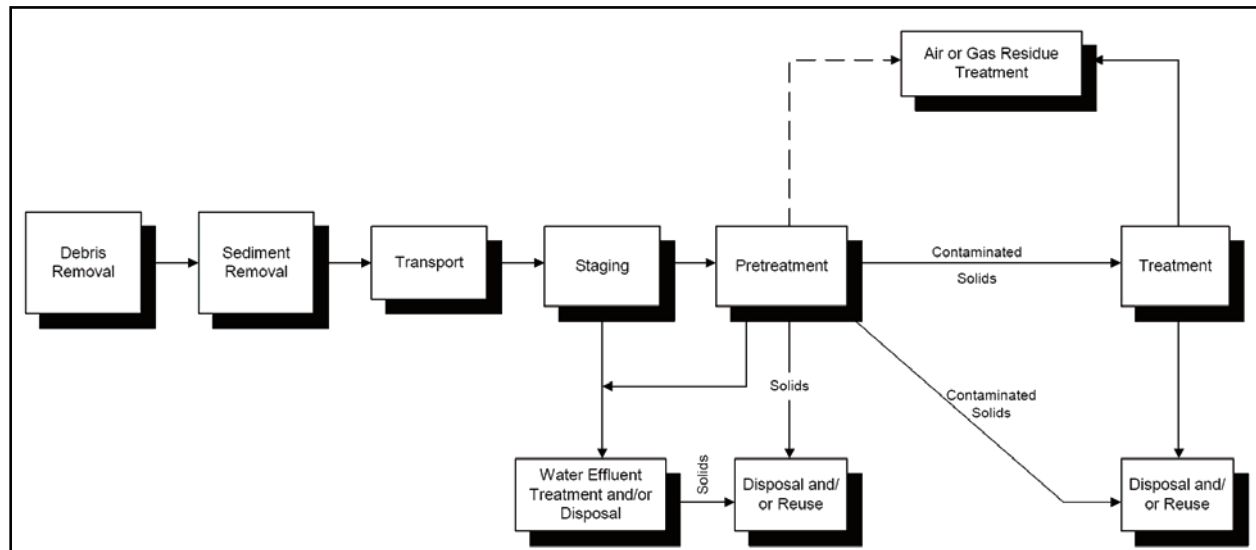 Air or Gas Residue
Treatment
Debris
Removal
Sediment
Removal
Transport
Staging
Pretreatment
Contaminated
Solids
Treatment
Solids
Contaminated
Solids
Water Effluent
Treatment and/or
Disposal
Solids
Disposal and/
or Reuse
Disposal and/
or Reuse